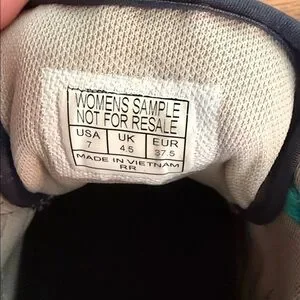 WOMENS SAMPLE
NOT FOR RESALE
USA UK EUR
7 4.5 37.5
MADE IN VIETNAM
RR